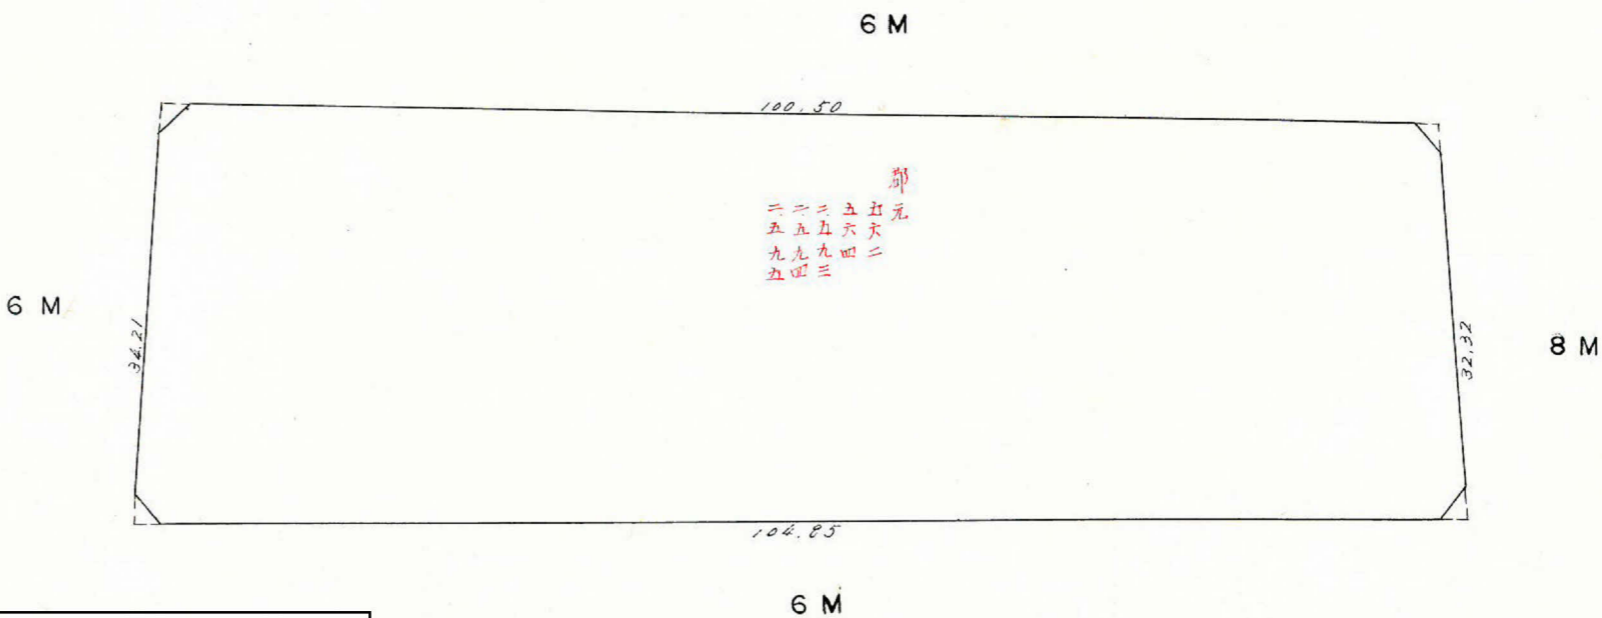 6 M
100.50
郡元
五六二
五六四
二五九三
二五九四
二五九五
6 M
34.21
32.32
8 M
104.85
6 M